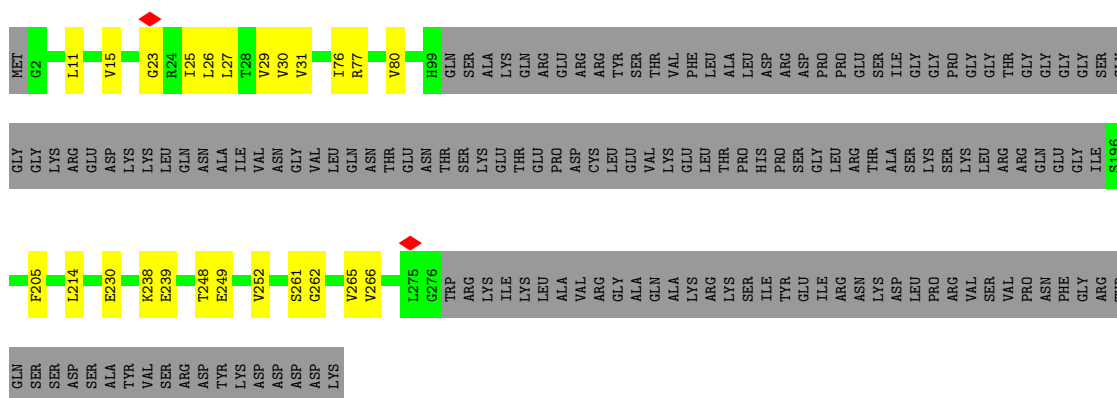 MET G2 L11 V15 G23 R24 I25 L26 L27 T28 V29 V30 V31 I76 R77 V80 H99 GLN SER ALA LYS GLN ARG GLU ARG ARG TYR SER THR VAL PHE LEU ALA LEU ASP ARG ASP PRO PRO GLU SER ILE GLY GLY PRO GLY GLY THR GLY GLY GLY GLY SER
GLY GLY LYS ARG GLU ASP LYS LYS LEU GLN ASN ALA ILE VAL ASN GLY VAL LEU GLN ASN THR GLU ASN THR SER LYS GLU THR GLU PRO ASP CYS LEU GLU VAL LYS GLU LEU THR PRO HIS PRO SER GLY LEU ARG THR ALA SER LYS SER LYS LEU ARG ARG GLN GLU GLY ILE S196
F205 L214 E230 K238 E239 T248 E249 V252 S261 G262 V265 V266 L275 G276 TRP ARG LYS ILE LYS LEU ALA VAL ARG GLY ALA GLN ALA LYS ARG LYS SER ILE TYR GLU ILE ARG ASN LYS ASP LEU PRO ARG VAL SER VAL PRO ASN PHE GLY ARG
GLN SER SER ASP SER ALA TYR VAL SER ARG ASP TYR LYS ASP ASP ASP ASP LYS